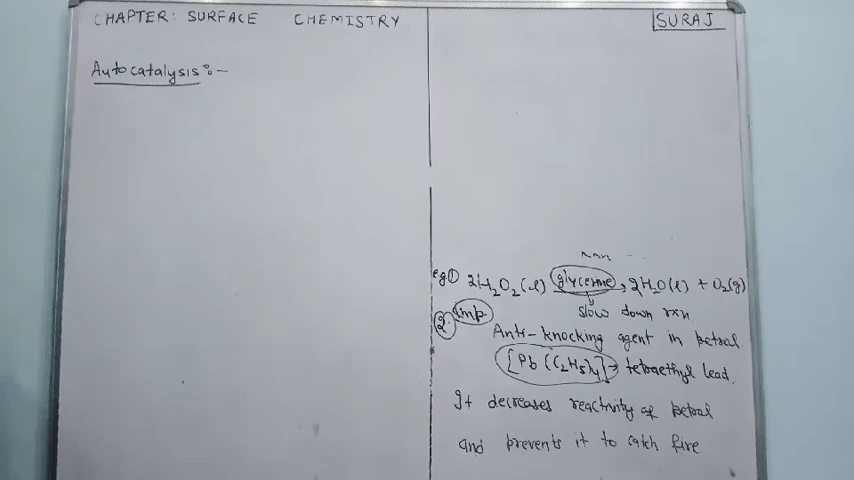 CHAPTER: SURFACE CHEMISTRY
SURAJ
Autocatalysis :-
eg① 2H₂O₂(l) glycerine 2H₂O(l) + O₂(g)
slow down rxn
2. imp
Anti-knocking agent in petrol
[Pb(C₂H₅)₄] → tetraethyl lead
It decreases reactivity of petrol
and prevents it to catch fire